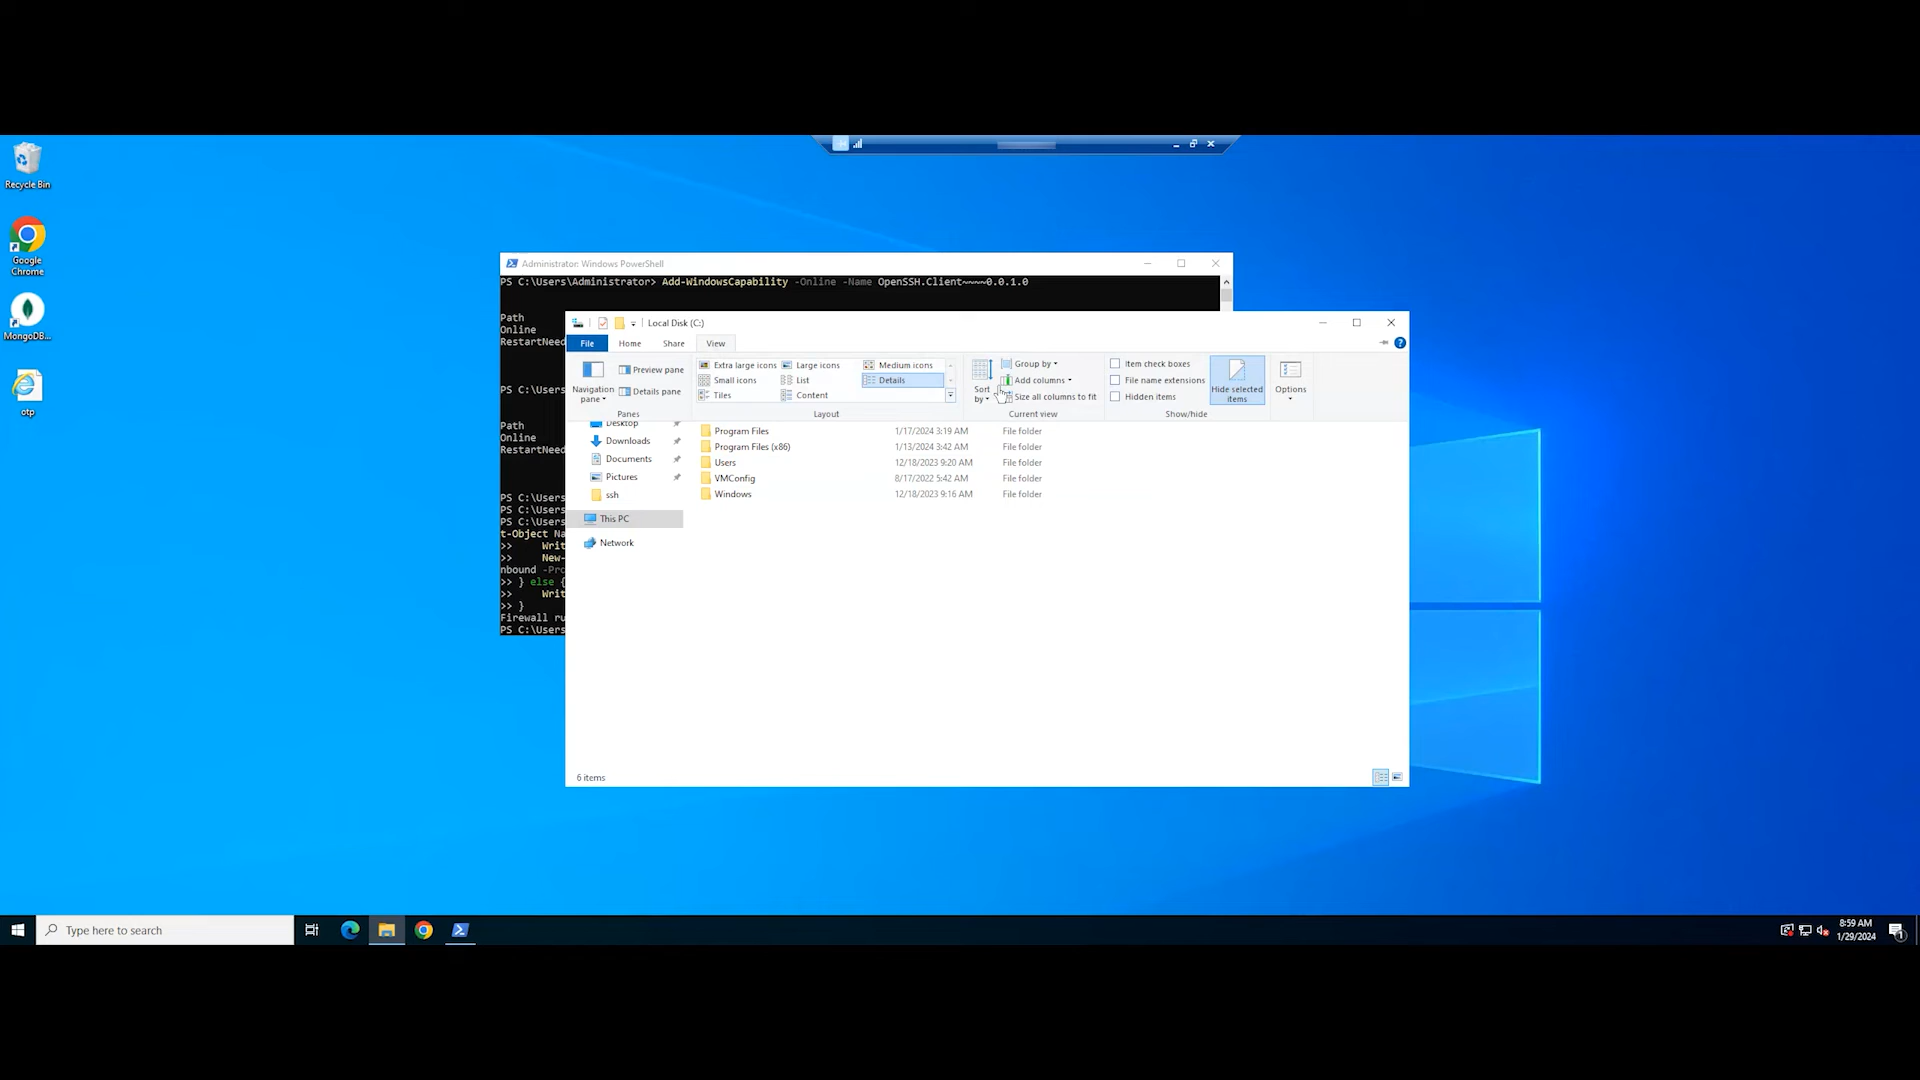 Recycle Bin
Google
Chrome
MongoDB...
otp
Administrator: Windows PowerShell
PS C:\Users\Administrator> Add-WindowsCapability -Online -Name OpenSSH.Client~~~~0.0.1.0
Path
Online
RestartNeed
PS C:\Users
Path
Online
RestartNeed
PS C:\Users
PS C:\Users
PS C:\Users
t-Object Na
>> Writ
>> New-
nbound -Pro
>> } else {
>> Writ
>> }
Firewall ru
PS C:\Users
Local Disk (C:)
File Home Share View
Navigation pane
Preview pane
Details pane
Panes
Extra large icons Large icons Medium icons
Small icons List Details
Tiles Content
Layout
Sort by
Group by
Add columns
Size all columns to fit
Current view
Item check boxes
File name extensions
Hidden items
Hide selected items
Show/hide
Options
Desktop
Downloads
Documents
Pictures
ssh
This PC
Network
Program Files 1/17/2024 3:19 AM File folder
Program Files (x86) 1/13/2024 3:42 AM File folder
Users 12/18/2023 9:20 AM File folder
VMConfig 8/17/2022 5:42 AM File folder
Windows 12/18/2023 9:16 AM File folder
6 items
Type here to search
8:59 AM
1/29/2024
1